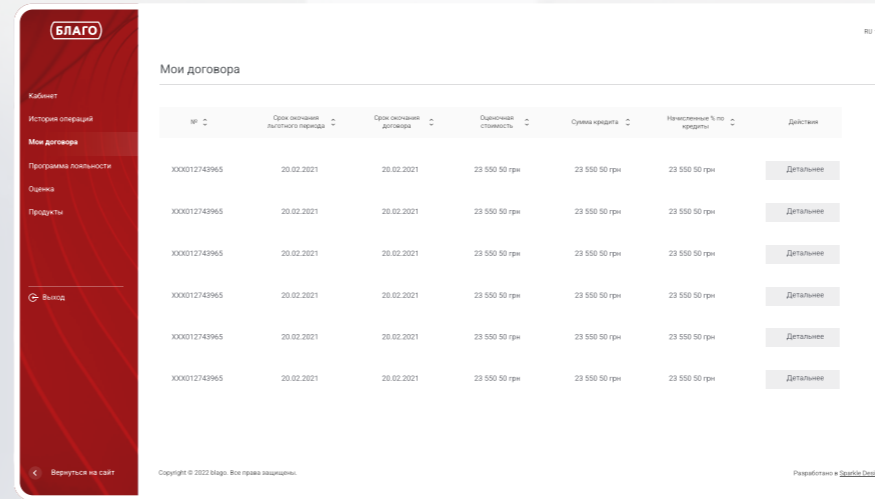 БЛАГО
RU
Мои договора
Кабинет
История операций
Мои договора
Программа лояльности
Оценка
Продукты
Выход
Вернуться на сайт
№ Срок окочания льготного периода Срок окочания договора Оценочная стоимость Сумма кредита Начисленные % по кредиты Действия
XXX012743965 20.02.2021 20.02.2021 23 550 50 грн 23 550 50 грн 23 550 50 грн Детальнее
XXX012743965 20.02.2021 20.02.2021 23 550 50 грн 23 550 50 грн 23 550 50 грн Детальнее
XXX012743965 20.02.2021 20.02.2021 23 550 50 грн 23 550 50 грн 23 550 50 грн Детальнее
XXX012743965 20.02.2021 20.02.2021 23 550 50 грн 23 550 50 грн 23 550 50 грн Детальнее
XXX012743965 20.02.2021 20.02.2021 23 550 50 грн 23 550 50 грн 23 550 50 грн Детальнее
XXX012743965 20.02.2021 20.02.2021 23 550 50 грн 23 550 50 грн 23 550 50 грн Детальнее
Copyright © 2022 blago. Все права защищены.
Разработано в Sparkle Desi